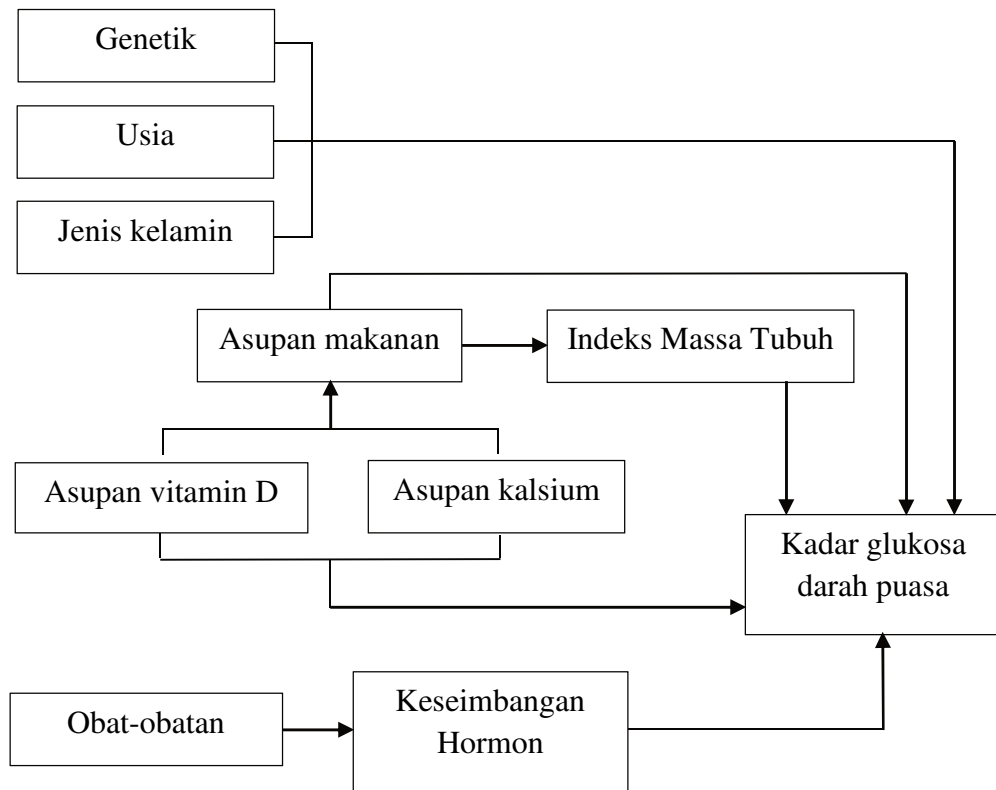 Genetik
Usia
Jenis kelamin
Asupan makanan
Indeks Massa Tubuh
Asupan vitamin D
Asupan kalsium
Kadar glukosa
darah puasa
Obat-obatan
Keseimbangan
Hormon